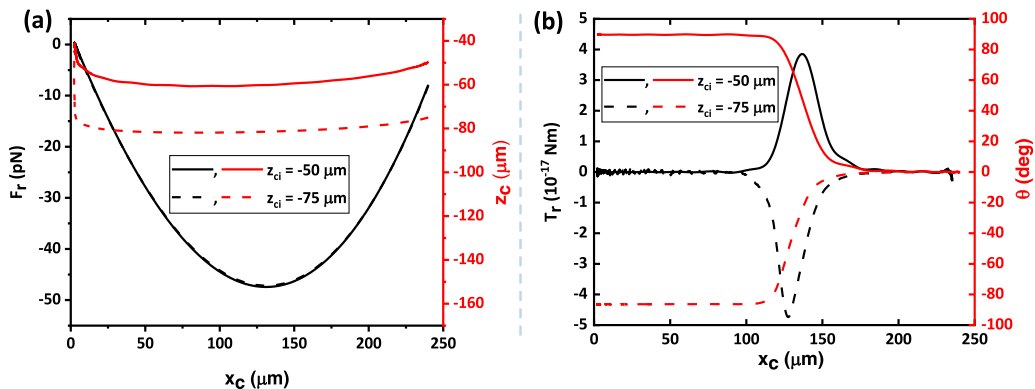 (a)
0
-10
-20
-30
-40
-50
F_r (pN)
0 50 100 150 200 250
x_c (μm)
-40
-60
-80
-100
-120
-140
-160
z_c (μm)
, z_ci = -50 μm
, z_ci = -75 μm
(b)
5
4
3
2
1
0
-1
-2
-3
-4
-5
T_r (10^-17 Nm)
0 50 100 150 200 250
x_c (μm)
100
80
60
40
20
0
-20
-40
-60
-80
-100
θ (deg)
, z_ci = -50 μm
, z_ci = -75 μm